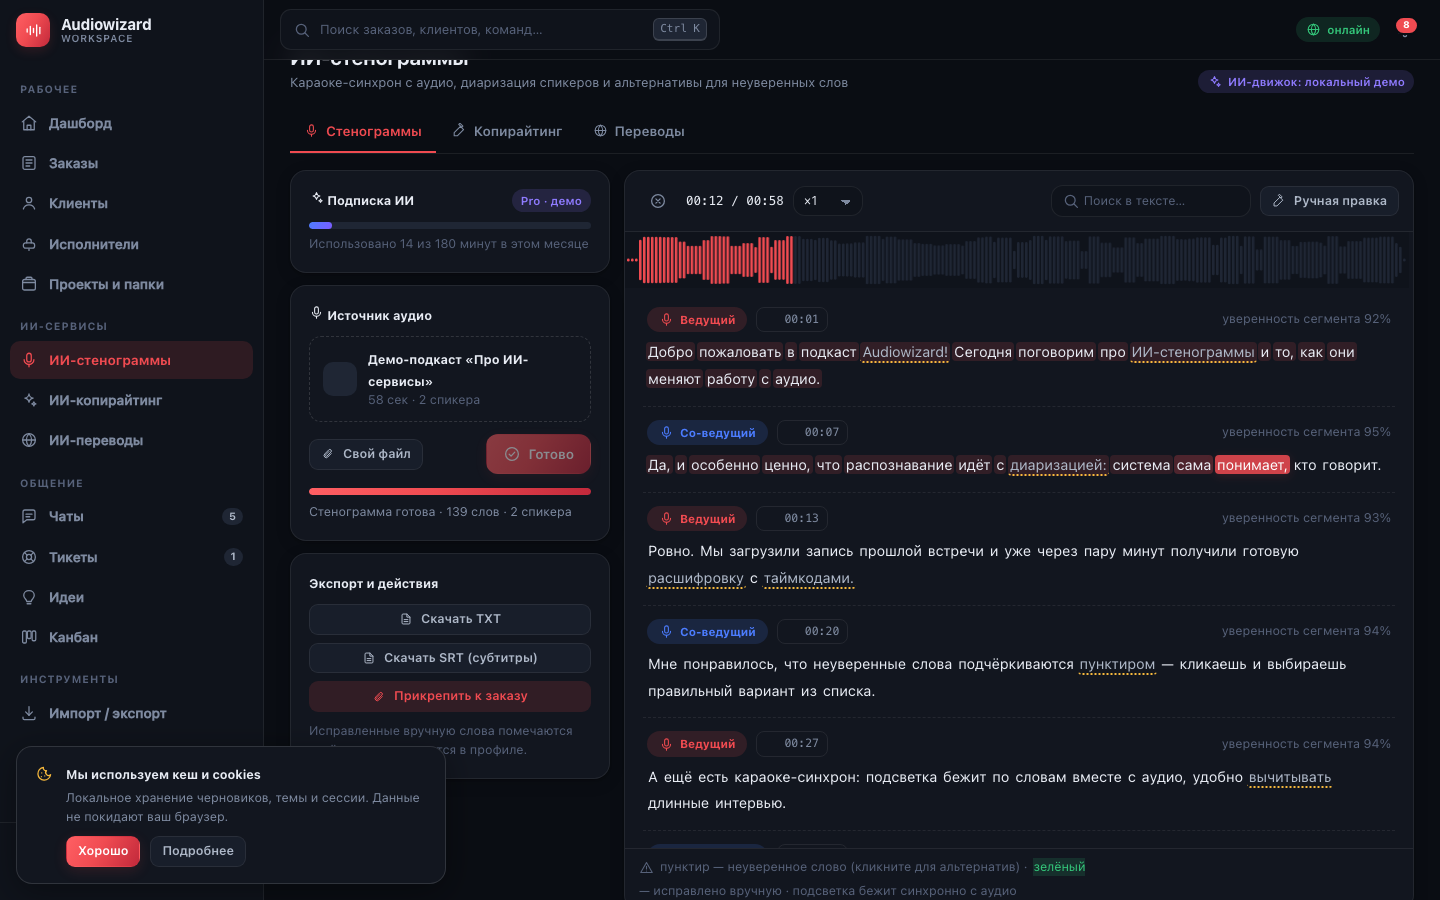 Audiowizard
WORKSPACE
РАБОЧЕЕ
Дашборд
Заказы
Клиенты
Исполнители
Проекты и папки
ИИ-СЕРВИСЫ
ИИ-стенограммы
ИИ-копирайтинг
ИИ-переводы
ОБЩЕНИЕ
Чаты 5
Тикеты 1
Идеи
Канбан
ИНСТРУМЕНТЫ
Импорт / экспорт
Поиск заказов, клиентов, команд... Ctrl K
онлайн
8
ИИ-стенограммы
Караоке-синхрон с аудио, диаризация спикеров и альтернативы для неуверенных слов
ИИ-движок: локальный демо
Стенограммы Копирайтинг Переводы
Подписка ИИ Pro · демо
Использовано 14 из 180 минут в этом месяце
Источник аудио
Демо-подкаст «Про ИИ-
сервисы»
58 сек · 2 спикера
Свой файл Готово
Стенограмма готова · 139 слов · 2 спикера
Экспорт и действия
Скачать TXT
Скачать SRT (субтитры)
Прикрепить к заказу
Исправленные вручную слова помечаются
в профиле.
00:12 / 00:58 ×1 Поиск в тексте... Ручная правка
Ведущий 00:01 уверенность сегмента 92%
Добро пожаловать в подкаст Audiowizard! Сегодня поговорим про ИИ-стенограммы и то, как они
меняют работу с аудио.
Со-ведущий 00:07 уверенность сегмента 95%
Да, и особенно ценно, что распознавание идёт с диаризацией: система сама понимает, кто говорит.
Ведущий 00:13 уверенность сегмента 93%
Ровно. Мы загрузили запись прошлой встречи и уже через пару минут получили готовую
расшифровку с таймкодами.
Со-ведущий 00:20 уверенность сегмента 94%
Мне понравилось, что неуверенные слова подчёркиваются пунктиром — кликаешь и выбираешь
правильный вариант из списка.
Ведущий 00:27 уверенность сегмента 94%
А ещё есть караоке-синхрон: подсветка бежит по словам вместе с аудио, удобно вычитывать
длинные интервью.
пунктир — неуверенное слово (кликните для альтернатив) · зелёный
— исправлено вручную · подсветка бежит синхронно с аудио
Мы используем кеш и cookies
Локальное хранение черновиков, темы и сессии. Данные
не покидают ваш браузер.
Хорошо Подробнее